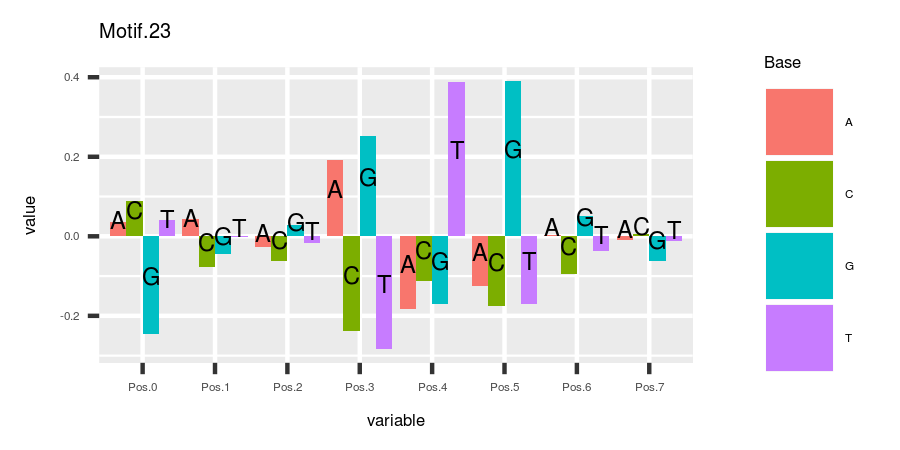 Motif.23
value
0.4
0.2
0.0
-0.2
A C G T A C G T A C G T A C G T A C G T A C G T A C G T A C G T
Pos.0 Pos.1 Pos.2 Pos.3 Pos.4 Pos.5 Pos.6 Pos.7
variable
Base
A
C
G
T